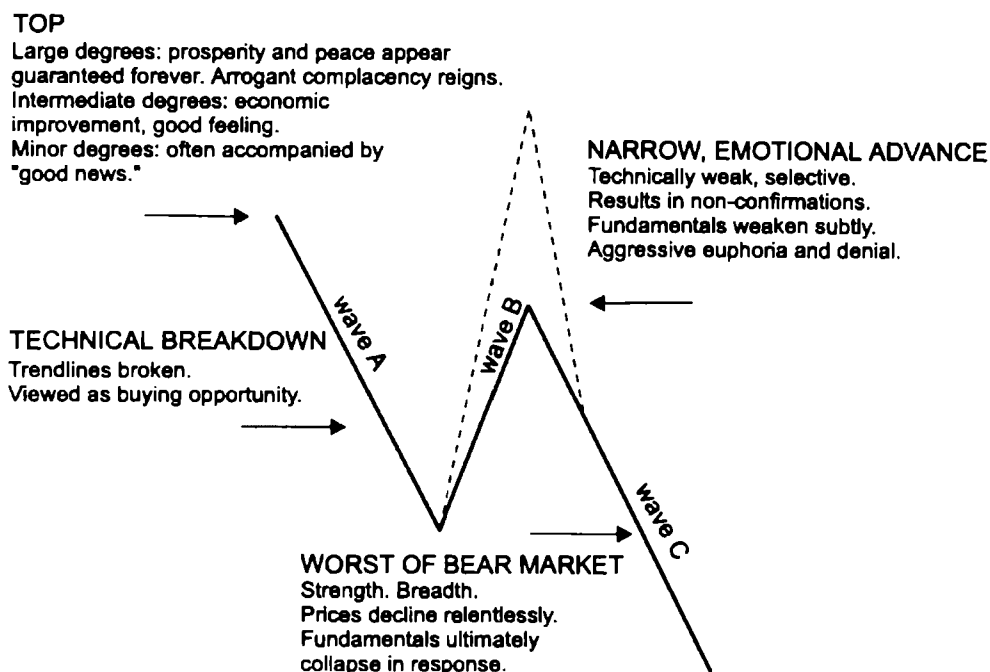 TOP
Large degrees: prosperity and peace appear
guaranteed forever. Arrogant complacency reigns.
Intermediate degrees: economic
improvement, good feeling.
Minor degrees: often accompanied by
"good news."
NARROW, EMOTIONAL ADVANCE
Technically weak, selective.
Results in non-confirmations.
Fundamentals weaken subtly.
Aggressive euphoria and denial.
wave A
wave B
TECHNICAL BREAKDOWN
Trendlines broken.
Viewed as buying opportunity.
wave C
WORST OF BEAR MARKET
Strength. Breadth.
Prices decline relentlessly.
Fundamentals ultimately
collapse in response.